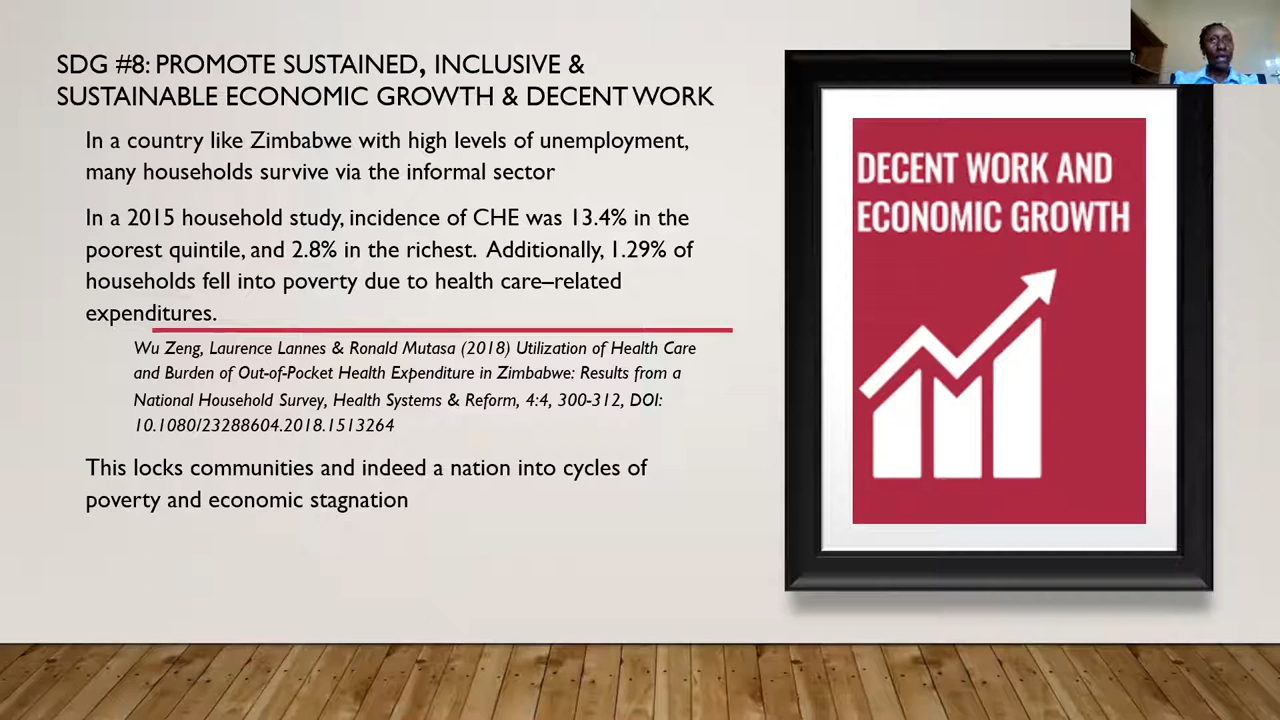 SDG #8: PROMOTE SUSTAINED, INCLUSIVE &
SUSTAINABLE ECONOMIC GROWTH & DECENT WORK
In a country like Zimbabwe with high levels of unemployment,
many households survive via the informal sector
In a 2015 household study, incidence of CHE was 13.4% in the
poorest quintile, and 2.8% in the richest. Additionally, 1.29% of
households fell into poverty due to health care–related
expenditures.
Wu Zeng, Laurence Lannes & Ronald Mutasa (2018) Utilization of Health Care
and Burden of Out-of-Pocket Health Expenditure in Zimbabwe: Results from a
National Household Survey, Health Systems & Reform, 4:4, 300-312, DOI:
10.1080/23288604.2018.1513264
This locks communities and indeed a nation into cycles of
poverty and economic stagnation
DECENT WORK AND
ECONOMIC GROWTH